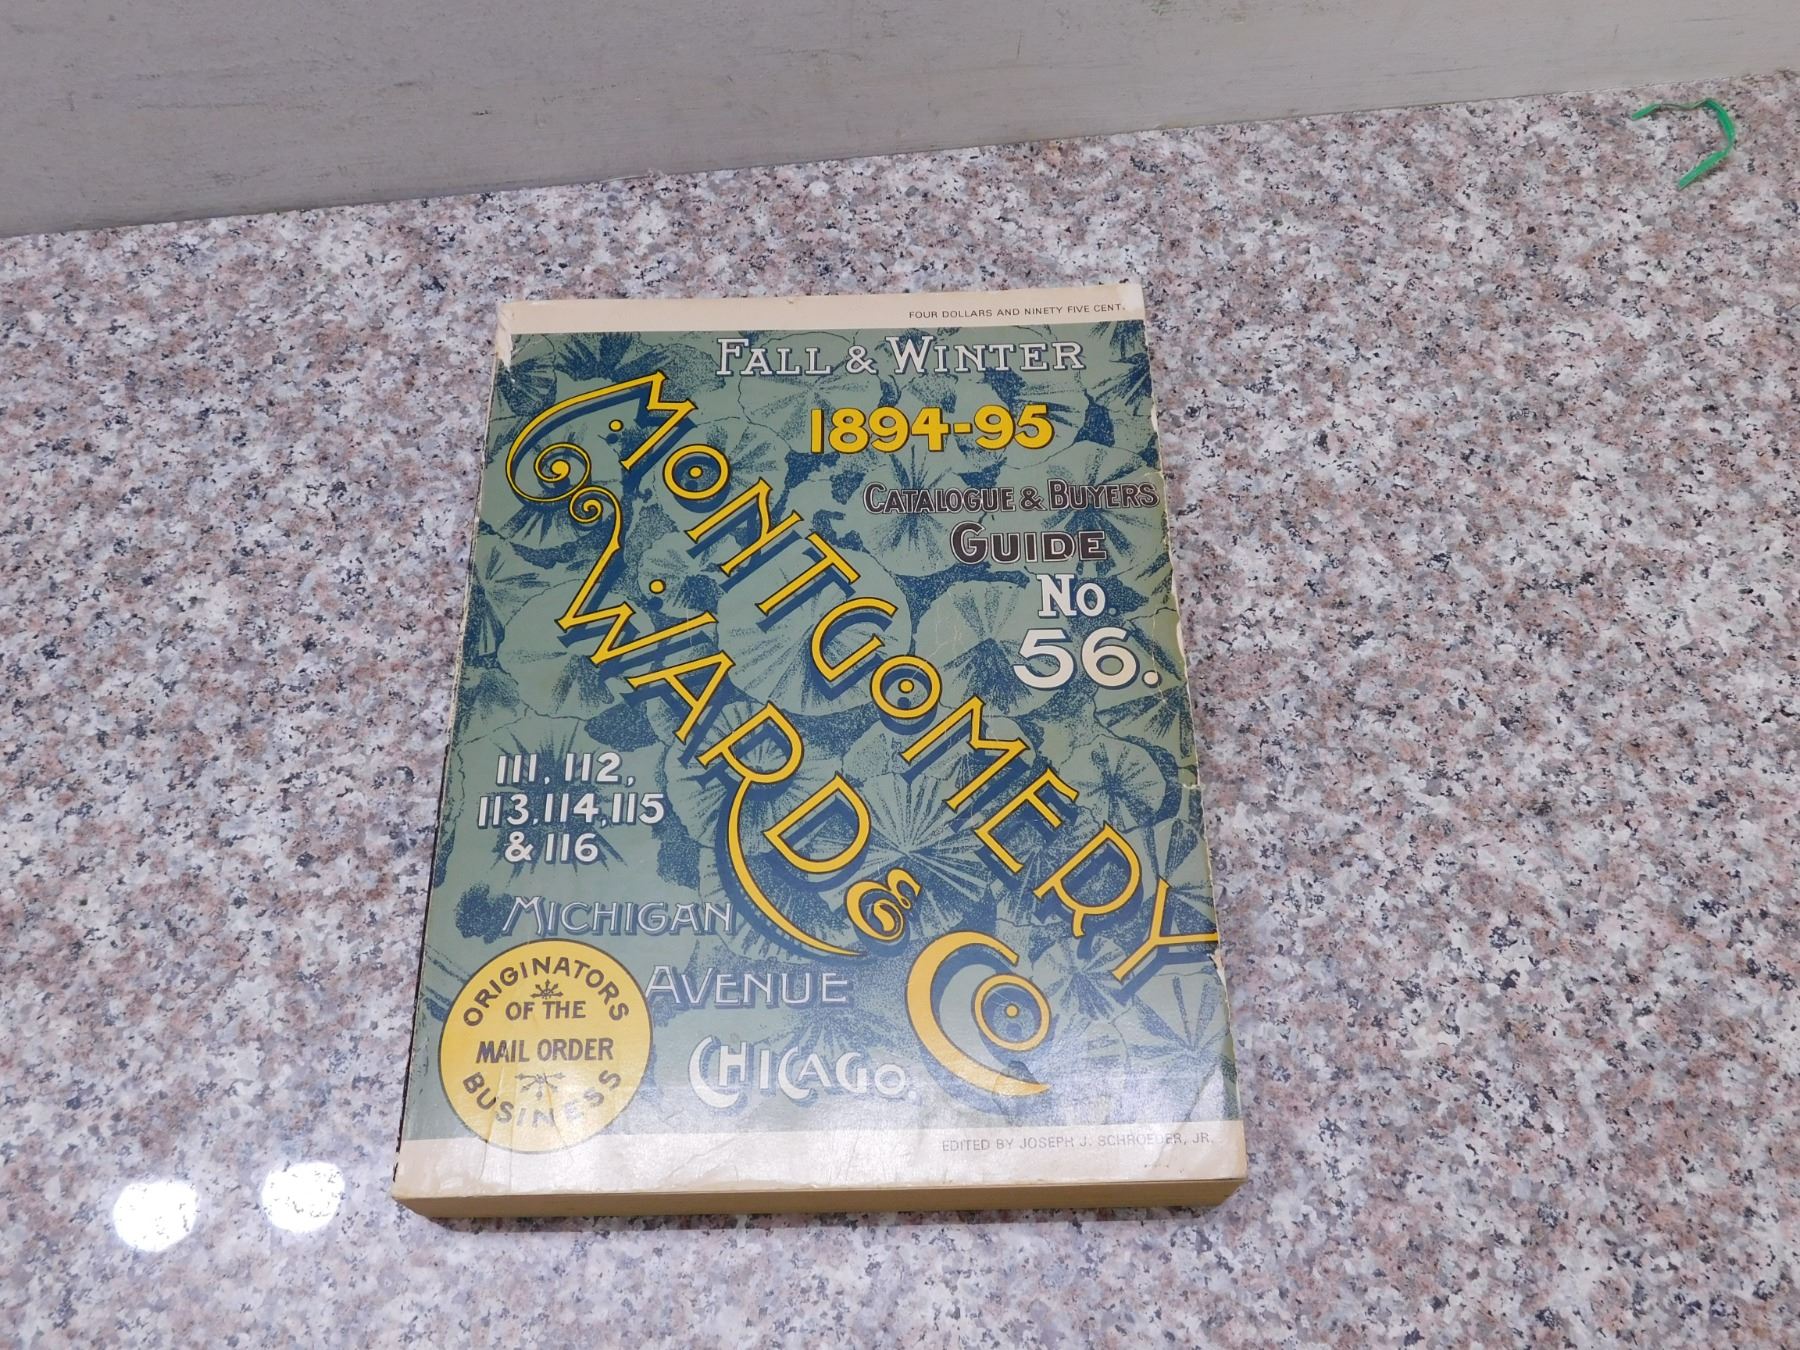 FOUR DOLLARS AND NINETY FIVE CENT
FALL & WINTER
1894-95
CATALOGUE & BUYERS
GUIDE
No.
56.
MONTGOMERY
WARD &
Co
111, 112,
113, 114, 115
& 116
MICHIGAN
AVENUE
CHICAGO.
ORIGINATORS
OF THE
MAIL ORDER
BUSINESS
EDITED BY JOSEPH J. SCHROEDER, JR.